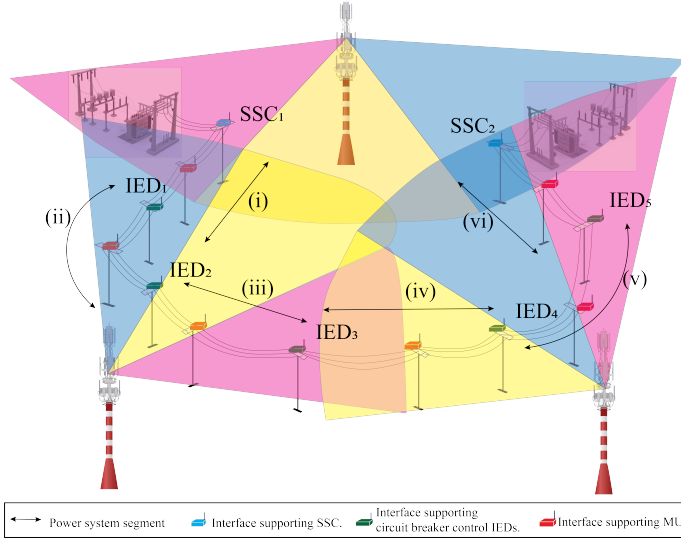 SSC₁
SSC₂
IED₁
IED₅
(ii)
(i)
(vi)
IED₂
(v)
(iii)
(iv)
IED₄
IED₃
Power system segment
Interface supporting SSC.
Interface supporting
circuit breaker control IEDs.
Interface supporting MU